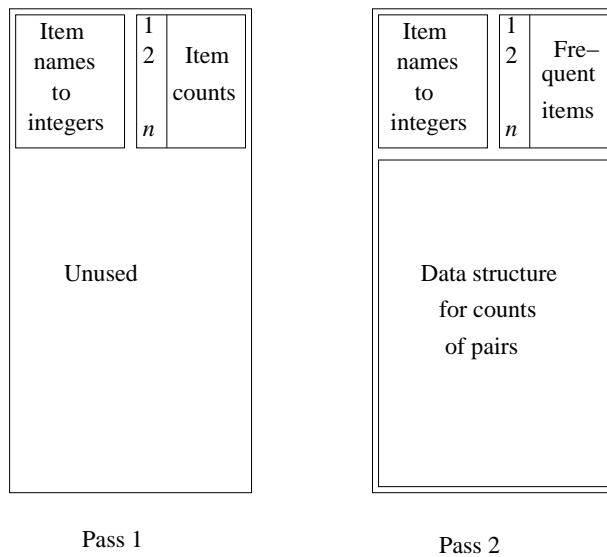 Item
names
to
integers
1
2
n
Item
counts
Unused
Pass 1
Item
names
to
integers
1
2
n
Fre–
quent
items
Data structure
for counts
of pairs
Pass 2